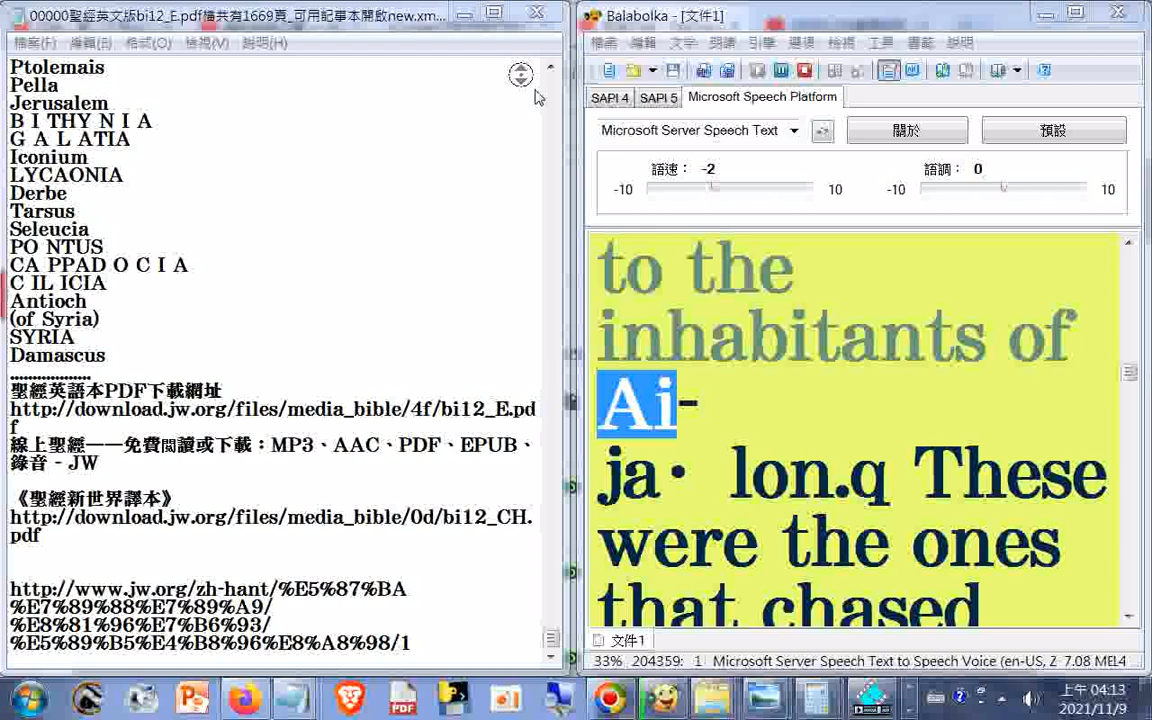 00000聖經英文版bi12_E.pdf檔共有1669頁_可用記事本開啟new.xm...
檔案(F) 編輯(E) 格式(O) 檢視(V) 說明(H)
Ptolemais
Pella
Jerusalem
B I THY N I A
G A L ATIA
Iconium
LYCAONIA
Derbe
Tarsus
Seleucia
PO NTUS
CA PPAD O C I A
C IL ICIA
Antioch
(of Syria)
SYRIA
Damascus
..................
聖經英語本PDF下載網址
http://download.jw.org/files/media_bible/4f/bi12_E.pd
f
線上聖經——免費閱讀或下載：MP3、AAC、PDF、EPUB、
錄音 - JW
《聖經新世界譯本》
http://download.jw.org/files/media_bible/0d/bi12_CH.
pdf
http://www.jw.org/zh-hant/%E5%87%BA
%E7%89%88%E7%89%A9/
%E8%81%96%E7%B6%93/
%E5%89%B5%E4%B8%96%E8%A8%98/1
Balabolka - [文件1]
檔案 編輯 文字 朗讀 引擎 選項 檢視 工具 書籤 說明
SAPI 4 SAPI 5 Microsoft Speech Platform
Microsoft Server Speech Text 關於 預設
語速： -2 語調： 0
-10 10 -10 10
to the
inhabitants of
Ai-
ja· lon.q These
were the ones
that chased
文件1
33% 204359: 1 Microsoft Server Speech Text to Speech Voice (en-US, Z 7.08 MEL4
PDF
上午 04:13
2021/11/9